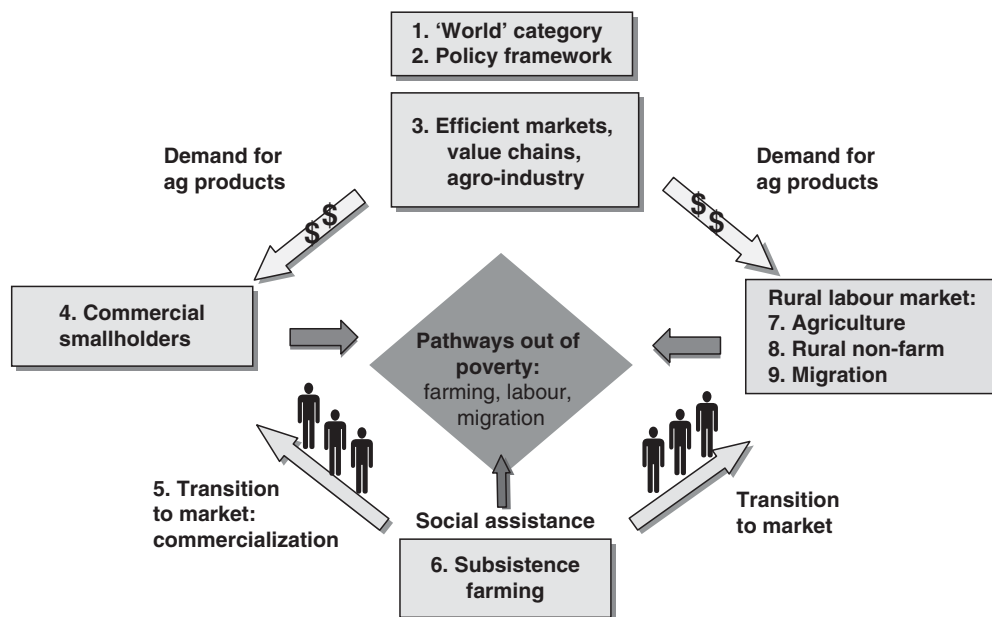 1. ‘World’ category
2. Policy framework
3. Efficient markets,
value chains,
agro-industry
Demand for
ag products
Demand for
ag products
$ $
$ $
4. Commercial
smallholders
Pathways out of
poverty:
farming, labour,
migration
Rural labour market:
7. Agriculture
8. Rural non-farm
9. Migration
5. Transition
to market:
commercialization
Social assistance
Transition
to market
6. Subsistence
farming